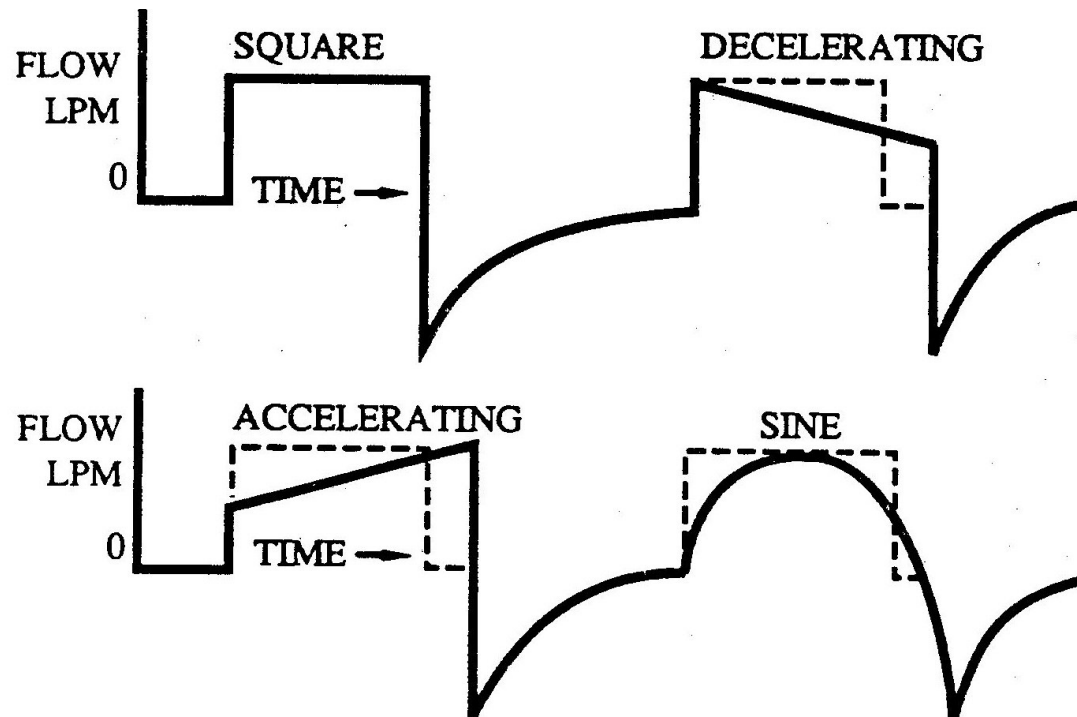 SQUARE
DECELERATING
FLOW
LPM
0
TIME
ACCELERATING
SINE
FLOW
LPM
0
TIME